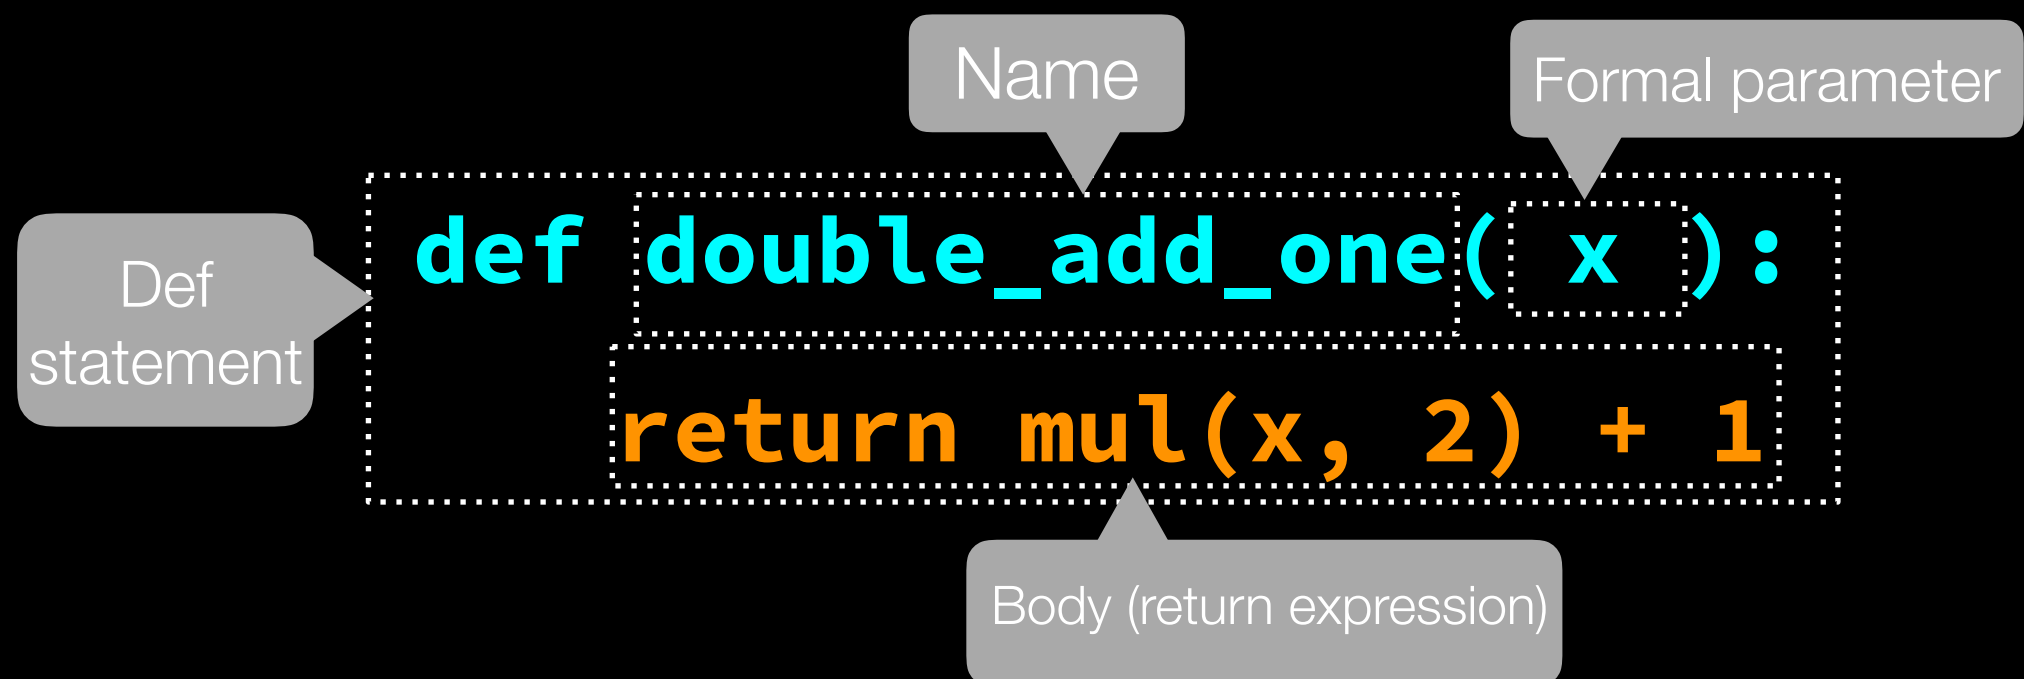 Name
Formal parameter
Def
statement
def double_add_one( x ):
return mul(x, 2) + 1
Body (return expression)